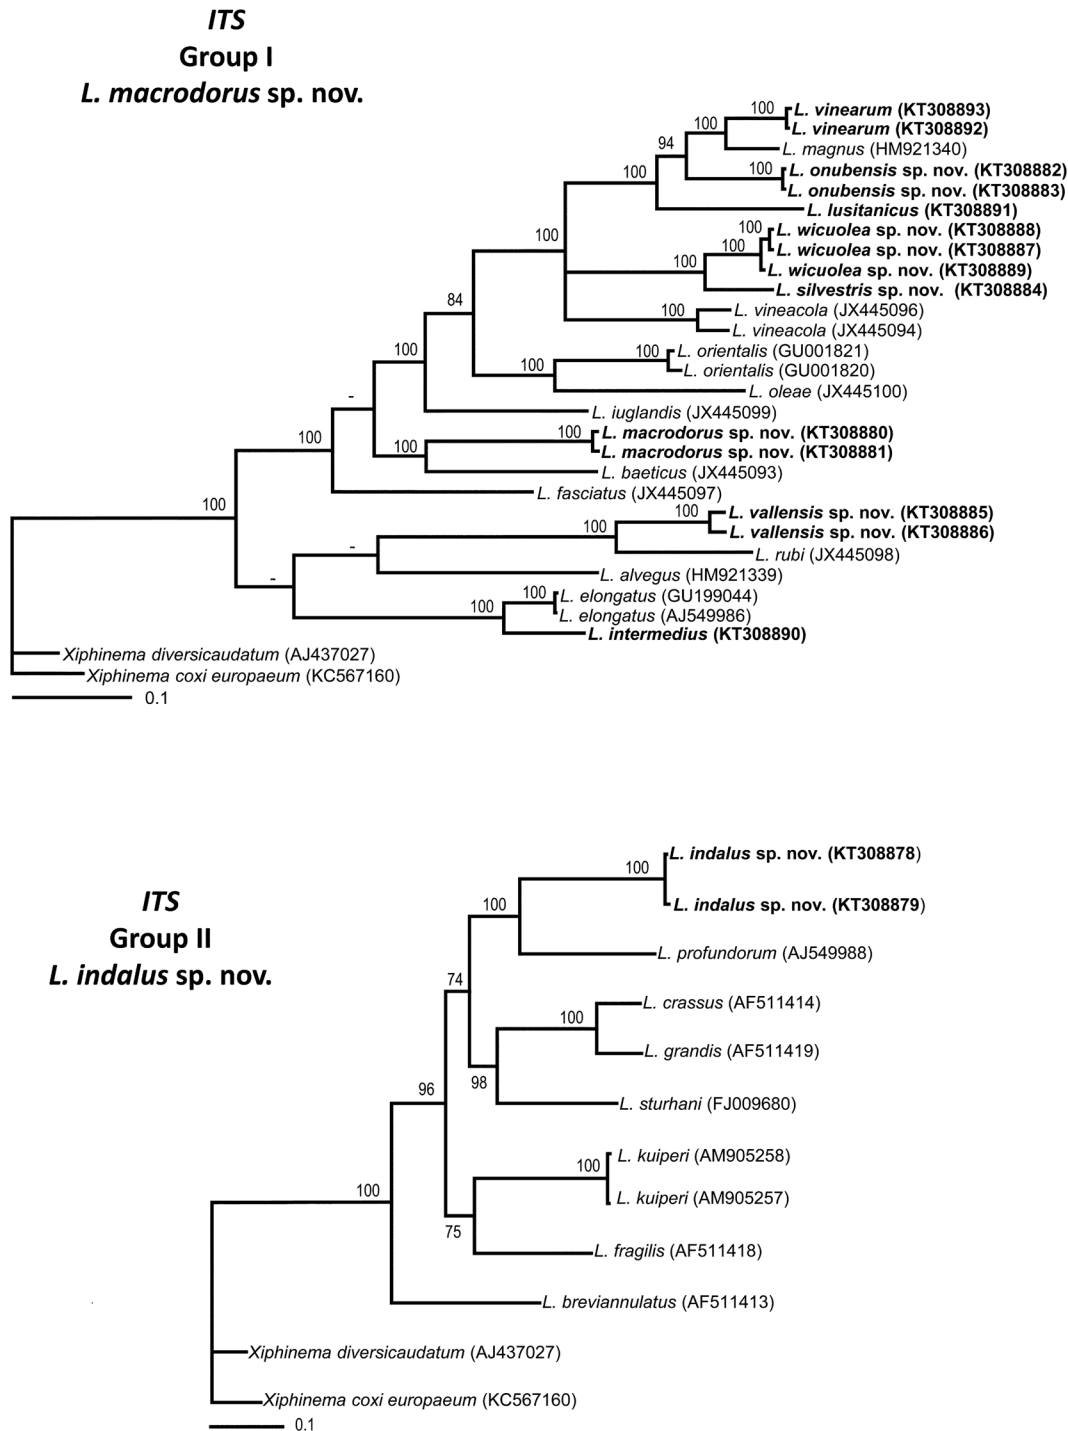 ITS
Group I
L. macrodorus sp. nov.
100
L. vinearum (KT308893)
100
L. vinearum (KT308892)
94
L. magnus (HM921340)
100
100
L. onubensis sp. nov. (KT308882)
L. onubensis sp. nov. (KT308883)
L. lusitanicus (KT308891)
100
100
L. wicuolea sp. nov. (KT308888)
100
L. wicuolea sp. nov. (KT308887)
100
L. wicuolea sp. nov. (KT308889)
L. silvestris sp. nov. (KT308884)
84
100
L. vineacola (JX445096)
L. vineacola (JX445094)
100
100
L. orientalis (GU001821)
100
L. orientalis (GU001820)
L. oleae (JX445100)
-
L. iuglandis (JX445099)
100
100
100
L. macrodorus sp. nov. (KT308880)
L. macrodorus sp. nov. (KT308881)
L. baeticus (JX445093)
L. fasciatus (JX445097)
100
100
L. vallensis sp. nov. (KT308885)
100
L. vallensis sp. nov. (KT308886)
-
L. rubi (JX445098)
-
L. alvegus (HM921339)
100
L. elongatus (GU199044)
100
L. elongatus (AJ549986)
L. intermedius (KT308890)
Xiphinema diversicaudatum (AJ437027)
Xiphinema coxi europaeum (KC567160)
0.1
ITS
Group II
L. indalus sp. nov.
L. indalus sp. nov. (KT308878)
100
100
L. indalus sp. nov. (KT308879)
L. profundorum (AJ549988)
74
L. crassus (AF511414)
100
L. grandis (AF511419)
98
96
L. sturhani (FJ009680)
L. kuiperi (AM905258)
100
100
L. kuiperi (AM905257)
75
L. fragilis (AF511418)
L. breviannulatus (AF511413)
Xiphinema diversicaudatum (AJ437027)
Xiphinema coxi europaeum (KC567160)
0.1